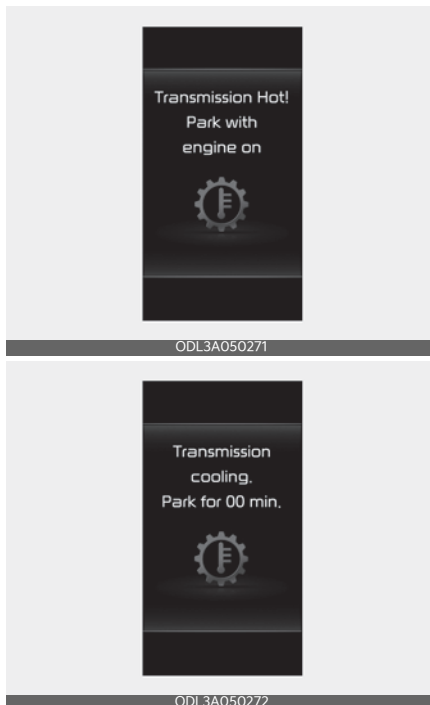 Transmission Hot!
Park with
engine on
ODL3A050271
Transmission
cooling.
Park for 00 min.
ODL3A050272